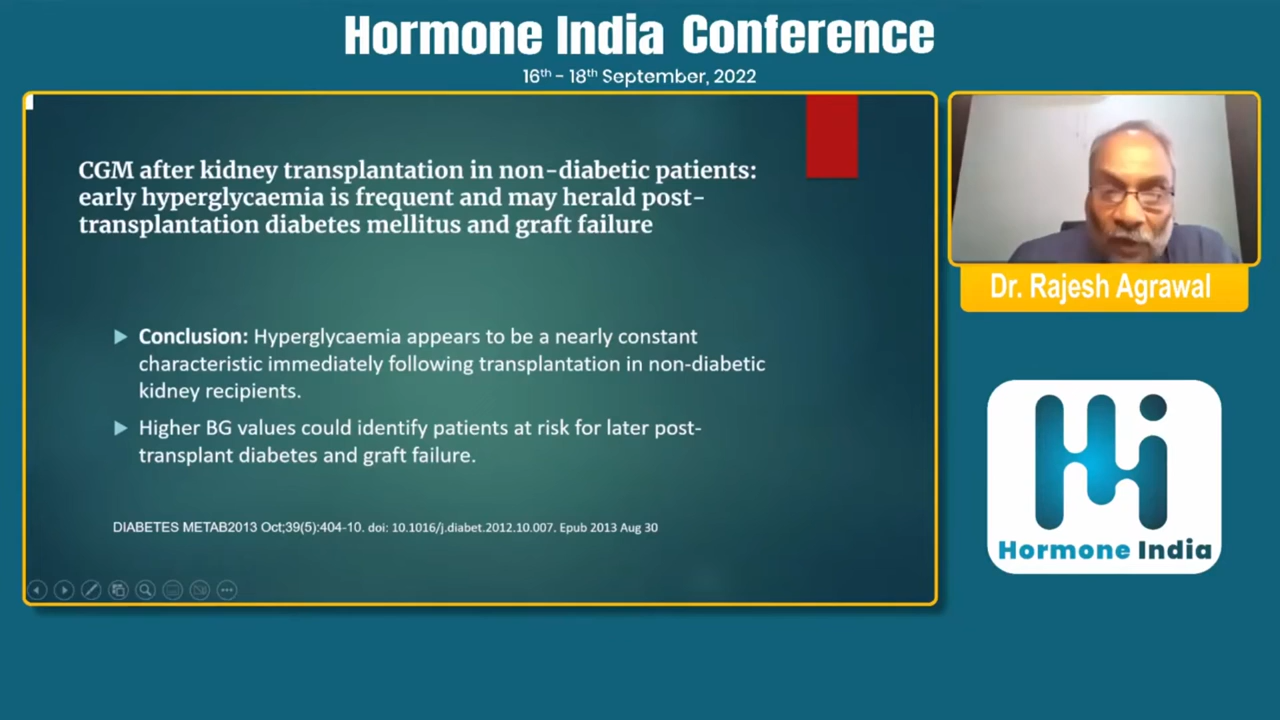 Hormone India Conference
16th - 18th September, 2022
CGM after kidney transplantation in non-diabetic patients:
early hyperglycaemia is frequent and may herald post-
transplantation diabetes mellitus and graft failure
Conclusion: Hyperglycaemia appears to be a nearly constant
characteristic immediately following transplantation in non-diabetic
kidney recipients.
Higher BG values could identify patients at risk for later post-
transplant diabetes and graft failure.
DIABETES METAB2013 Oct;39(5):404-10. doi: 10.1016/j.diabet.2012.10.007. Epub 2013 Aug 30
Dr. Rajesh Agrawal
Hi
Hormone India